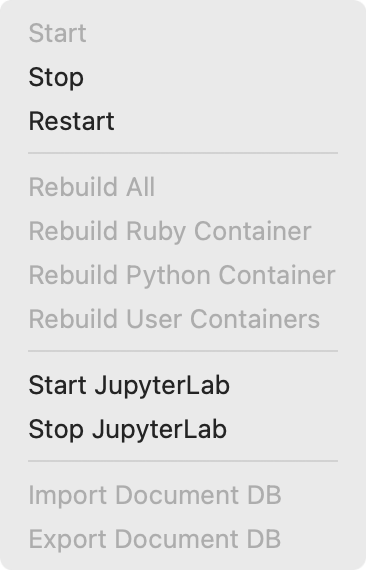 Start
Stop
Restart
Rebuild All
Rebuild Ruby Container
Rebuild Python Container
Rebuild User Containers
Start JupyterLab
Stop JupyterLab
Import Document DB
Export Document DB